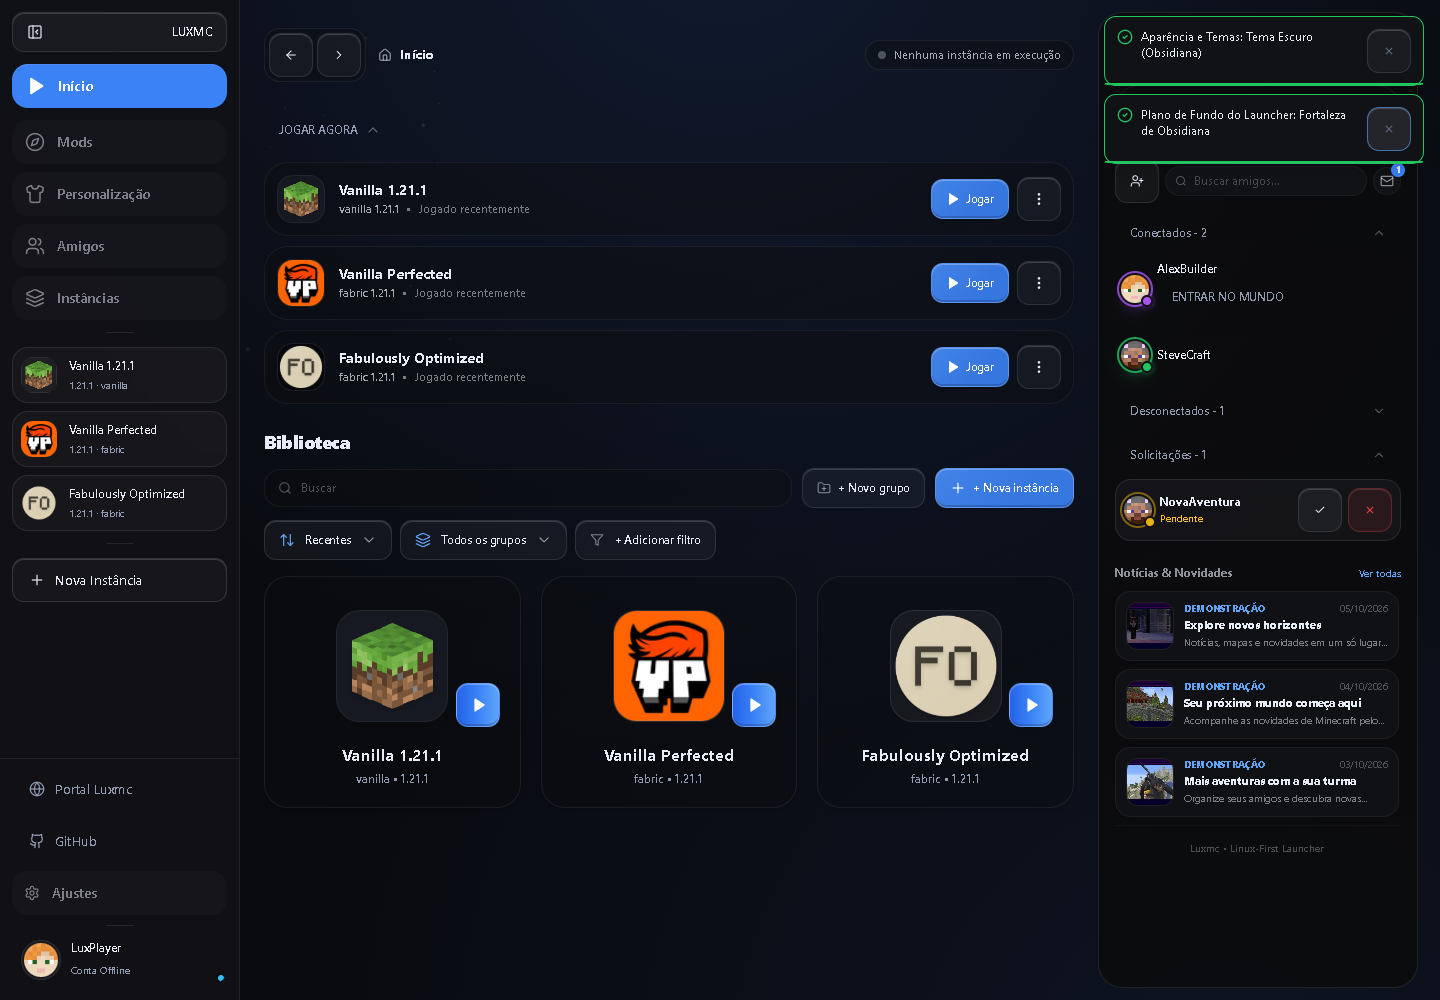 LUXMC
Início
Mods
Personalização
Amigos
Instâncias
Vanilla 1.21.1
1.21.1 · vanilla
Vanilla Perfected
1.21.1 · fabric
FO
Fabulously Optimized
1.21.1 · fabric
Nova Instância
Portal Luxmc
GitHub
Ajustes
LuxPlayer
Conta Offline
Início
Nenhuma instância em execução
JOGAR AGORA
Vanilla 1.21.1
vanilla 1.21.1 • Jogado recentemente
Jogar
VP
Vanilla Perfected
fabric 1.21.1 • Jogado recentemente
Jogar
FO
Fabulously Optimized
fabric 1.21.1 • Jogado recentemente
Jogar
Biblioteca
Buscar
+ Novo grupo
+ Nova instância
Recentes
Todos os grupos
+ Adicionar filtro
Vanilla 1.21.1
vanilla • 1.21.1
VP
Vanilla Perfected
fabric • 1.21.1
FO
Fabulously Optimized
fabric • 1.21.1
Aparência e Temas: Tema Escuro
(Obsidiana)
Plano de Fundo do Launcher: Fortaleza
de Obsidiana
Buscar amigos...
1
Conectados - 2
AlexBuilder
ENTRAR NO MUNDO
SteveCraft
Desconectados - 1
Solicitações - 1
NovaAventura
Pendente
Notícias & Novidades
Ver todas
DEMONSTRAÇÃO 05/10/2026
Explore novos horizontes
Notícias, mapas e novidades em um só lugar...
DEMONSTRAÇÃO 04/10/2026
Seu próximo mundo começa aqui
Acompanhe as novidades de Minecraft pelo...
DEMONSTRAÇÃO 03/10/2026
Mais aventuras com a sua turma
Organize seus amigos e descubra novas...
Luxmc • Linux-First Launcher